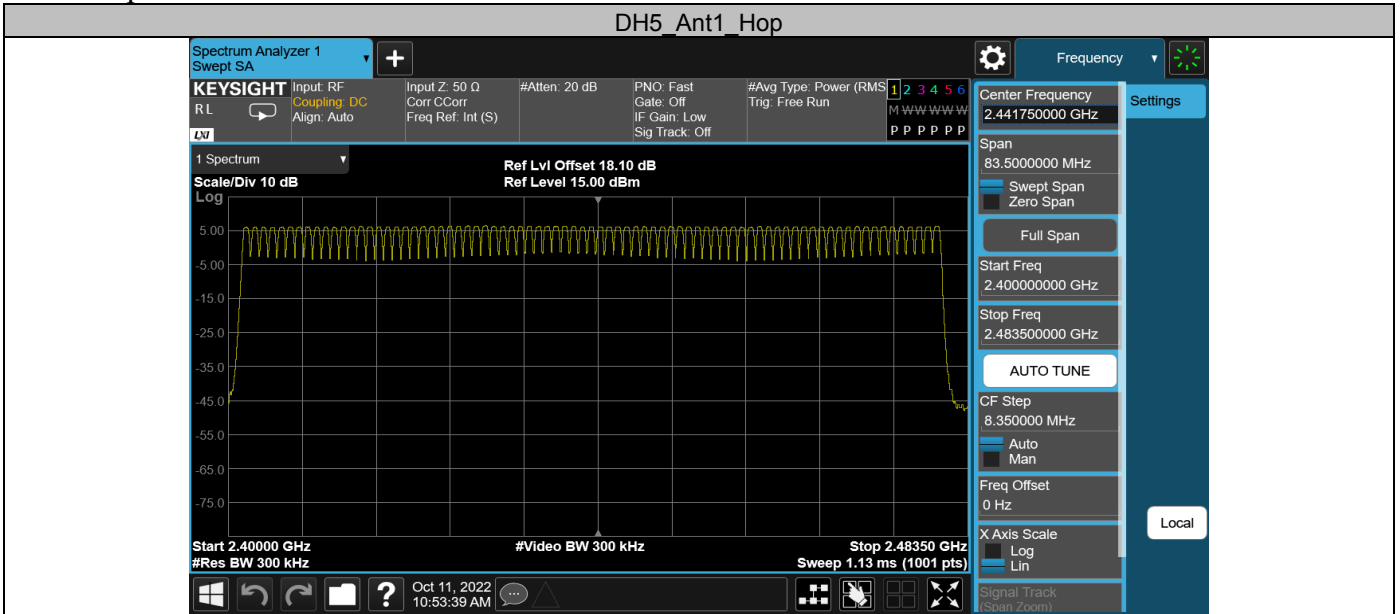 DH5_Ant1_Hop
Spectrum Analyzer 1
Swept SA
Frequency
KEYSIGHT
RL
LXI
Input: RF
Coupling: DC
Align: Auto
Input Z: 50 Ω
Corr CCorr
Freq Ref: Int (S)
#Atten: 20 dB
PNO: Fast
Gate: Off
IF Gain: Low
Sig Track: Off
#Avg Type: Power (RMS
Trig: Free Run
1 2 3 4 5 6
M W W W W W
P P P P P P
Center Frequency
2.441750000 GHz
Settings
Span
83.5000000 MHz
Swept Span
Zero Span
Full Span
Start Freq
2.400000000 GHz
Stop Freq
2.483500000 GHz
AUTO TUNE
CF Step
8.350000 MHz
Auto
Man
Freq Offset
0 Hz
X Axis Scale
Log
Lin
Signal Track
(Span Zoom)
Local
1 Spectrum
Scale/Div 10 dB
Log
Ref Lvl Offset 18.10 dB
Ref Level 15.00 dBm
5.00
-5.00
-15.0
-25.0
-35.0
-45.0
-55.0
-65.0
-75.0
Start 2.40000 GHz
#Res BW 300 kHz
#Video BW 300 kHz
Stop 2.48350 GHz
Sweep 1.13 ms (1001 pts)
?
Oct 11, 2022
10:53:39 AM